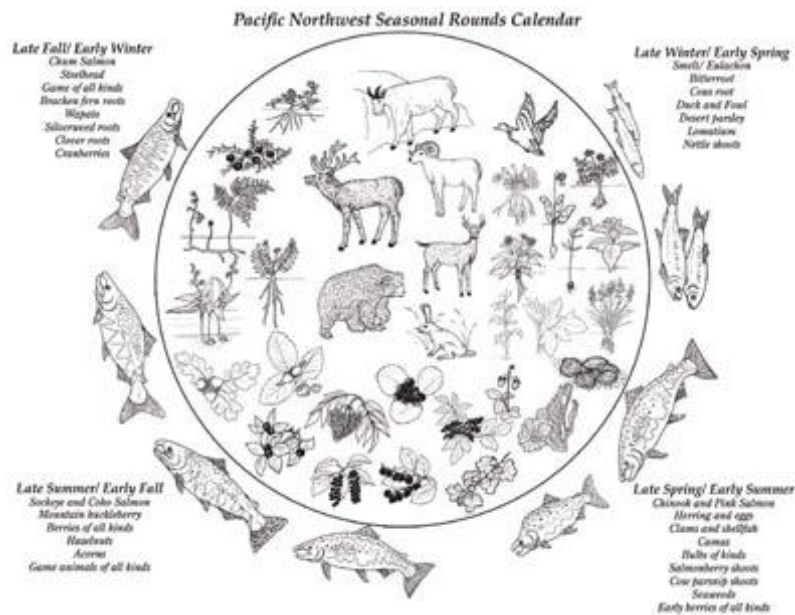 Pacific Northwest Seasonal Rounds Calendar
Late Fall/ Early Winter
Chum Salmon
Steelhead
Game of all kinds
Bracken fern roots
Wapato
Silverweed roots
Clover roots
Cranberries
Late Winter/ Early Spring
Smelt/ Eulachon
Bitterroot
Cous root
Duck and Fowl
Desert parsley
Lomatium
Nettle shoots
Late Summer/ Early Fall
Sockeye and Coho Salmon
Mountain huckleberry
Berries of all kinds
Hazelnuts
Acorns
Game animals of all kinds
Late Spring/ Early Summer
Chinook and Pink Salmon
Herring and eggs
Clams and shellfish
Camas
Bulbs of kinds
Salmonberry shoots
Cow parsnip shoots
Seaweeds
Early berries of all kinds